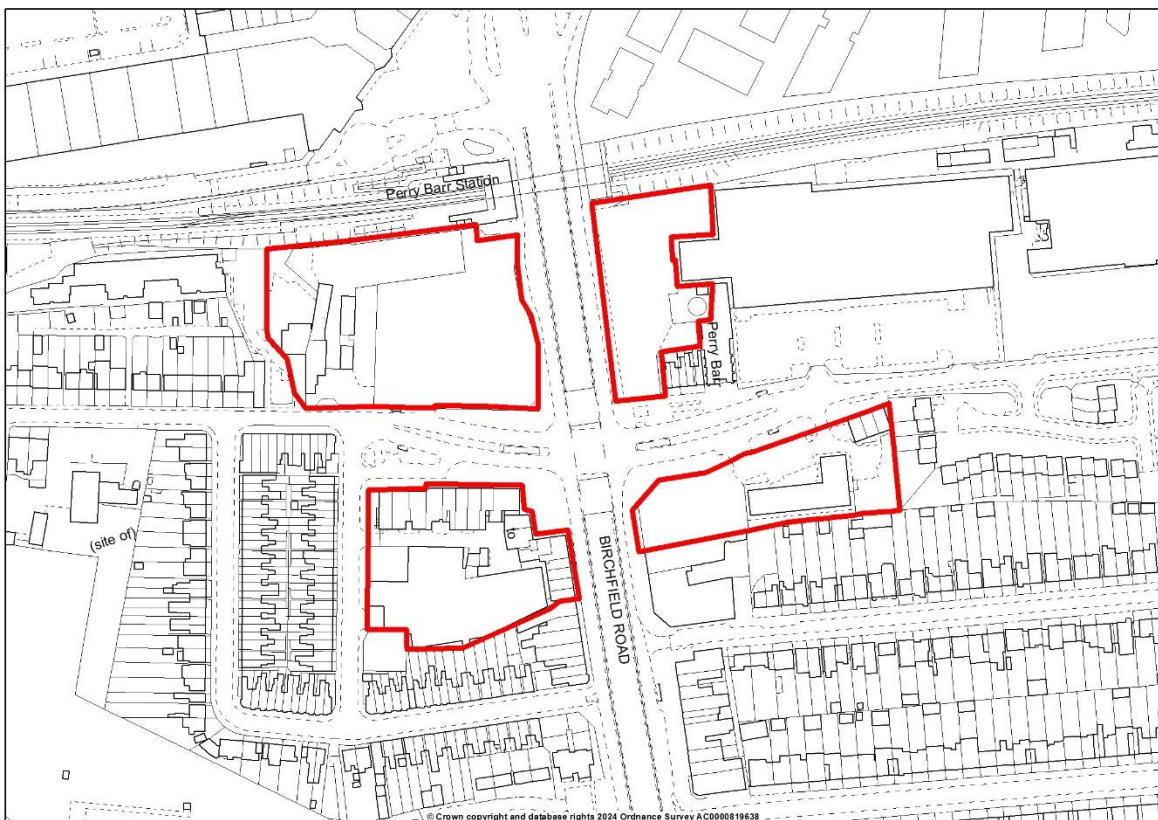 Perry Barr Station
Perry Barr
(site of)
to
BIRCHFIELD ROAD
© Crown copyright and database rights 2024 Ordnance Survey AC0000819638